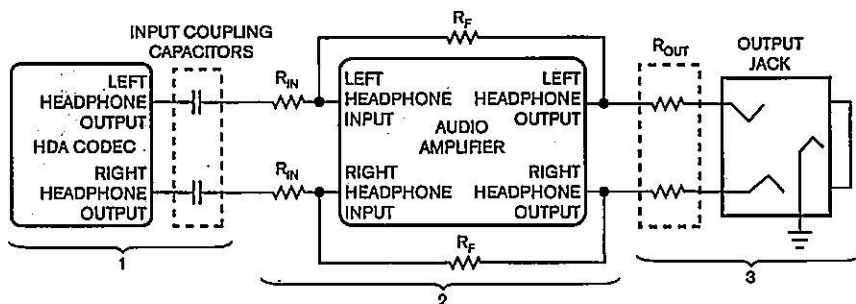 INPUT COUPLING
CAPACITORS
R_F
R_OUT
OUTPUT
JACK
LEFT
HEADPHONE
OUTPUT
HDA CODEC
RIGHT
HEADPHONE
OUTPUT
R_IN
R_IN
LEFT
HEADPHONE
INPUT
LEFT
HEADPHONE
OUTPUT
AUDIO
AMPLIFIER
RIGHT
HEADPHONE
INPUT
RIGHT
HEADPHONE
OUTPUT
R_F
1
2
3